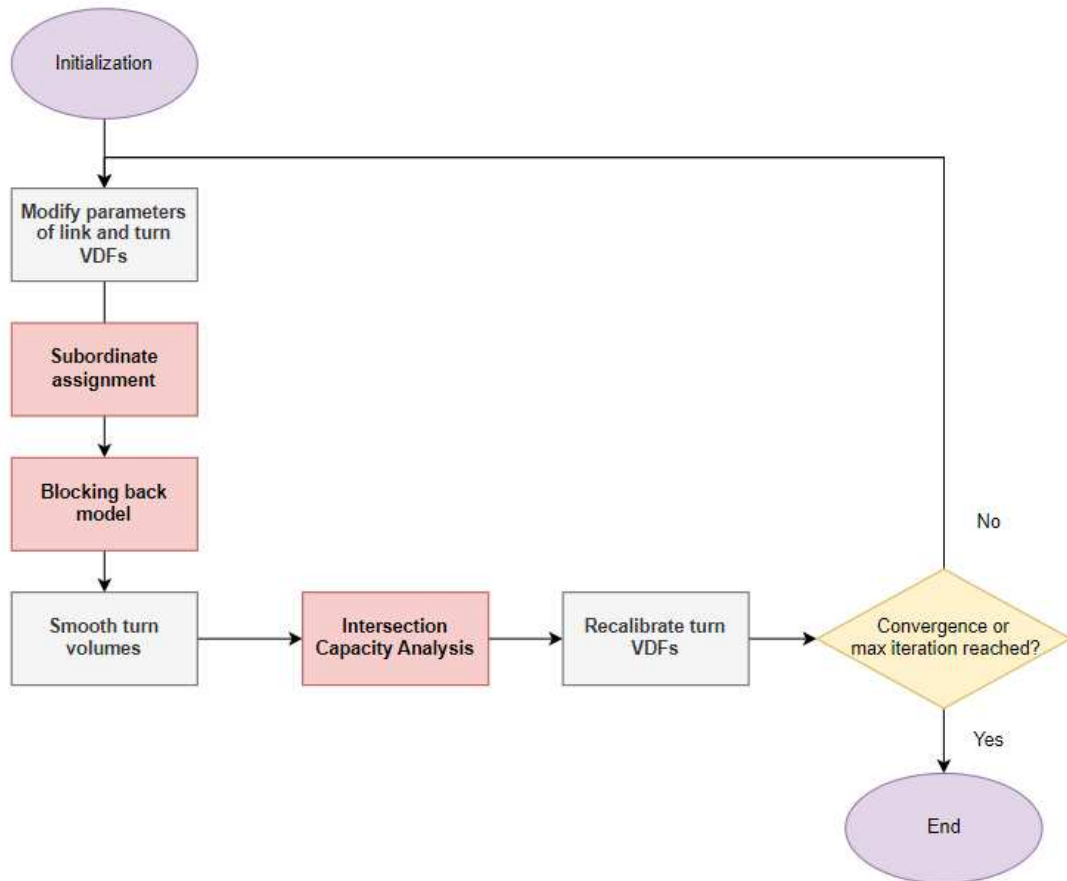 Initialization
Modify parameters
of link and turn
VDFs
Subordinate
assignment
Blocking back
model
Smooth turn
volumes
Intersection
Capacity Analysis
Recalibrate turn
VDFs
Convergence or
max iteration reached?
No
Yes
End